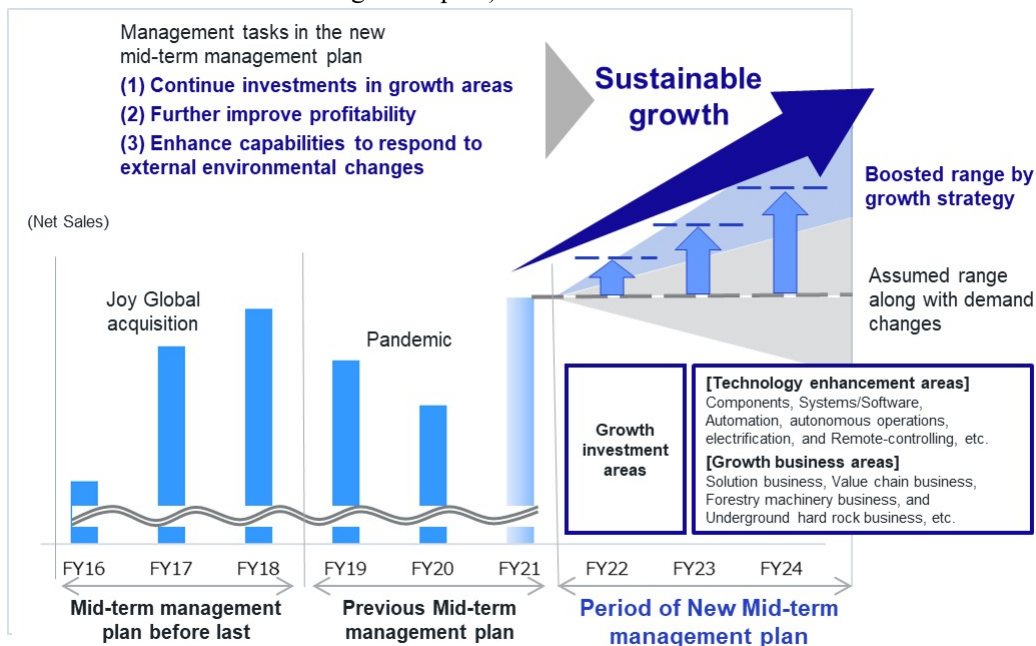 Management tasks in the new
mid-term management plan
(1) Continue investments in growth areas
(2) Further improve profitability
(3) Enhance capabilities to respond to
external environmental changes
Sustainable
growth
Boosted range by
growth strategy
(Net Sales)
Joy Global
acquisition
Pandemic
Assumed range
along with demand
changes
Growth
investment
areas
[Technology enhancement areas]
Components, Systems/Software,
Automation, autonomous operations,
electrification, and Remote-controlling, etc.
[Growth business areas]
Solution business, Value chain business,
Forestry machinery business, and
Underground hard rock business, etc.
FY16 FY17 FY18 FY19 FY20 FY21 FY22 FY23 FY24
Mid-term management
plan before last
Previous Mid-term
management plan
Period of New Mid-term
management plan